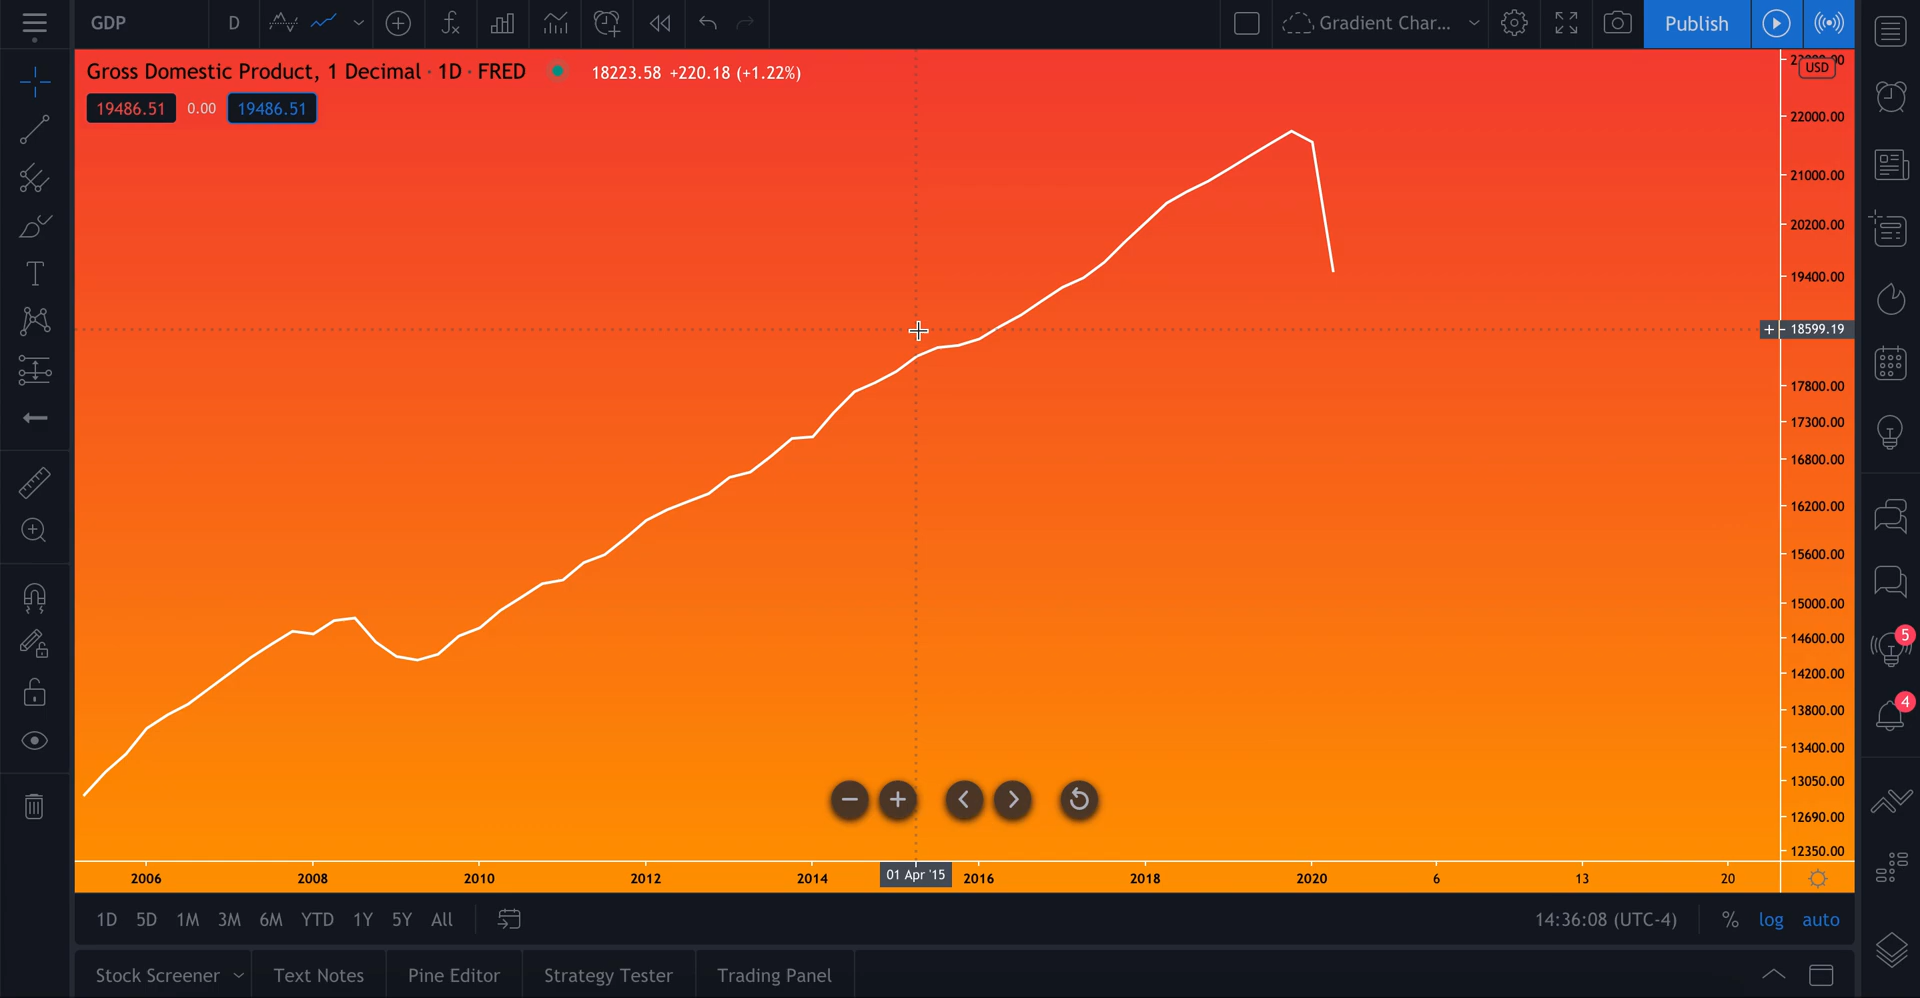 GDP D Gradient Char... Publish
Gross Domestic Product, 1 Decimal · 1D · FRED 18223.58 +220.18 (+1.22%)
19486.51 0.00 19486.51
USD
22000.00
21000.00
20200.00
19400.00
18599.19
17800.00
17300.00
16800.00
16200.00
15600.00
15000.00
14600.00
14200.00
13800.00
13400.00
13050.00
12690.00
12350.00
5
4
2006 2008 2010 2012 2014 01 Apr '15 2016 2018 2020 6 13 20
1D 5D 1M 3M 6M YTD 1Y 5Y All 14:36:08 (UTC-4) % log auto
Stock Screener Text Notes Pine Editor Strategy Tester Trading Panel